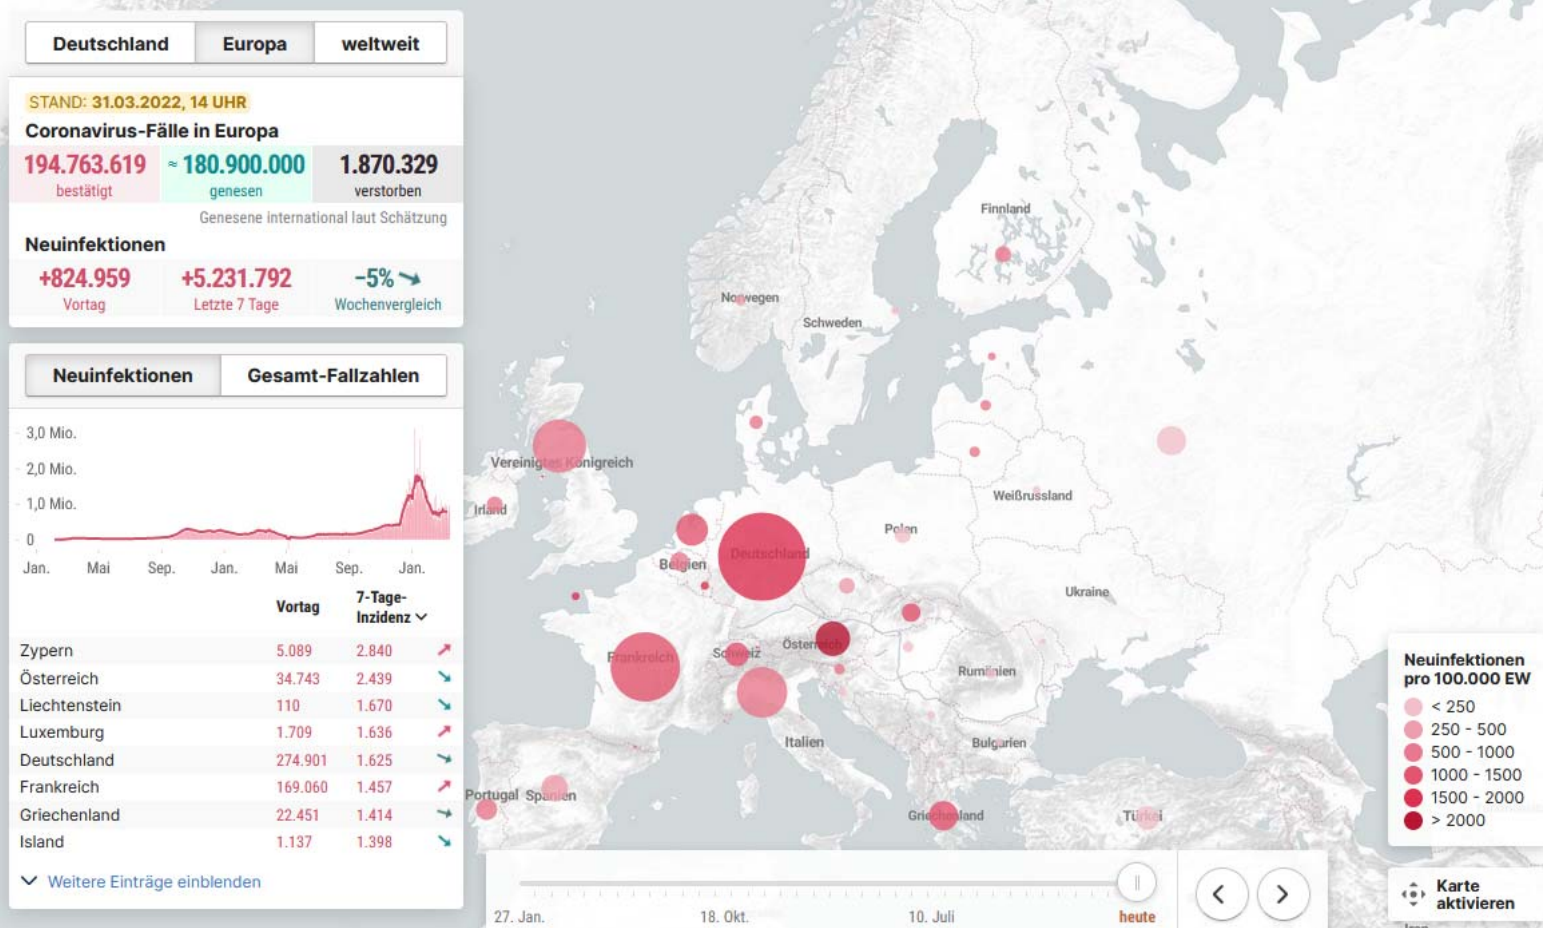 Deutschland Europa weltweit
STAND: 31.03.2022, 14 UHR
Coronavirus-Fälle in Europa
194.763.619 ≈ 180.900.000 1.870.329
bestätigt genesen verstorben
Genesene international laut Schätzung
Neuinfektionen
+824.959 +5.231.792 −5%
Vortag Letzte 7 Tage Wochenvergleich
Neuinfektionen Gesamt-Fallzahlen
3,0 Mio.
2,0 Mio.
1,0 Mio.
0
Jan. Mai Sep. Jan. Mai Sep. Jan.
Vortag 7-Tage-
Inzidenz
Zypern 5.089 2.840
Österreich 34.743 2.439
Liechtenstein 110 1.670
Luxemburg 1.709 1.636
Deutschland 274.901 1.625
Frankreich 169.060 1.457
Griechenland 22.451 1.414
Island 1.137 1.398
Weitere Einträge einblenden
Finnland
Norwegen
Schweden
Vereinigtes Königreich
Irland
Weißrussland
Polen
Deutschland
Belgien
Ukraine
Österreich
Schweiz
Frankreich
Rumänien
Italien
Bulgarien
Portugal Spanien
Griechenland
Türkei
Neuinfektionen
pro 100.000 EW
< 250
250 - 500
500 - 1000
1000 - 1500
1500 - 2000
> 2000
Karte
aktivieren
27. Jan. 18. Okt. 10. Juli heute